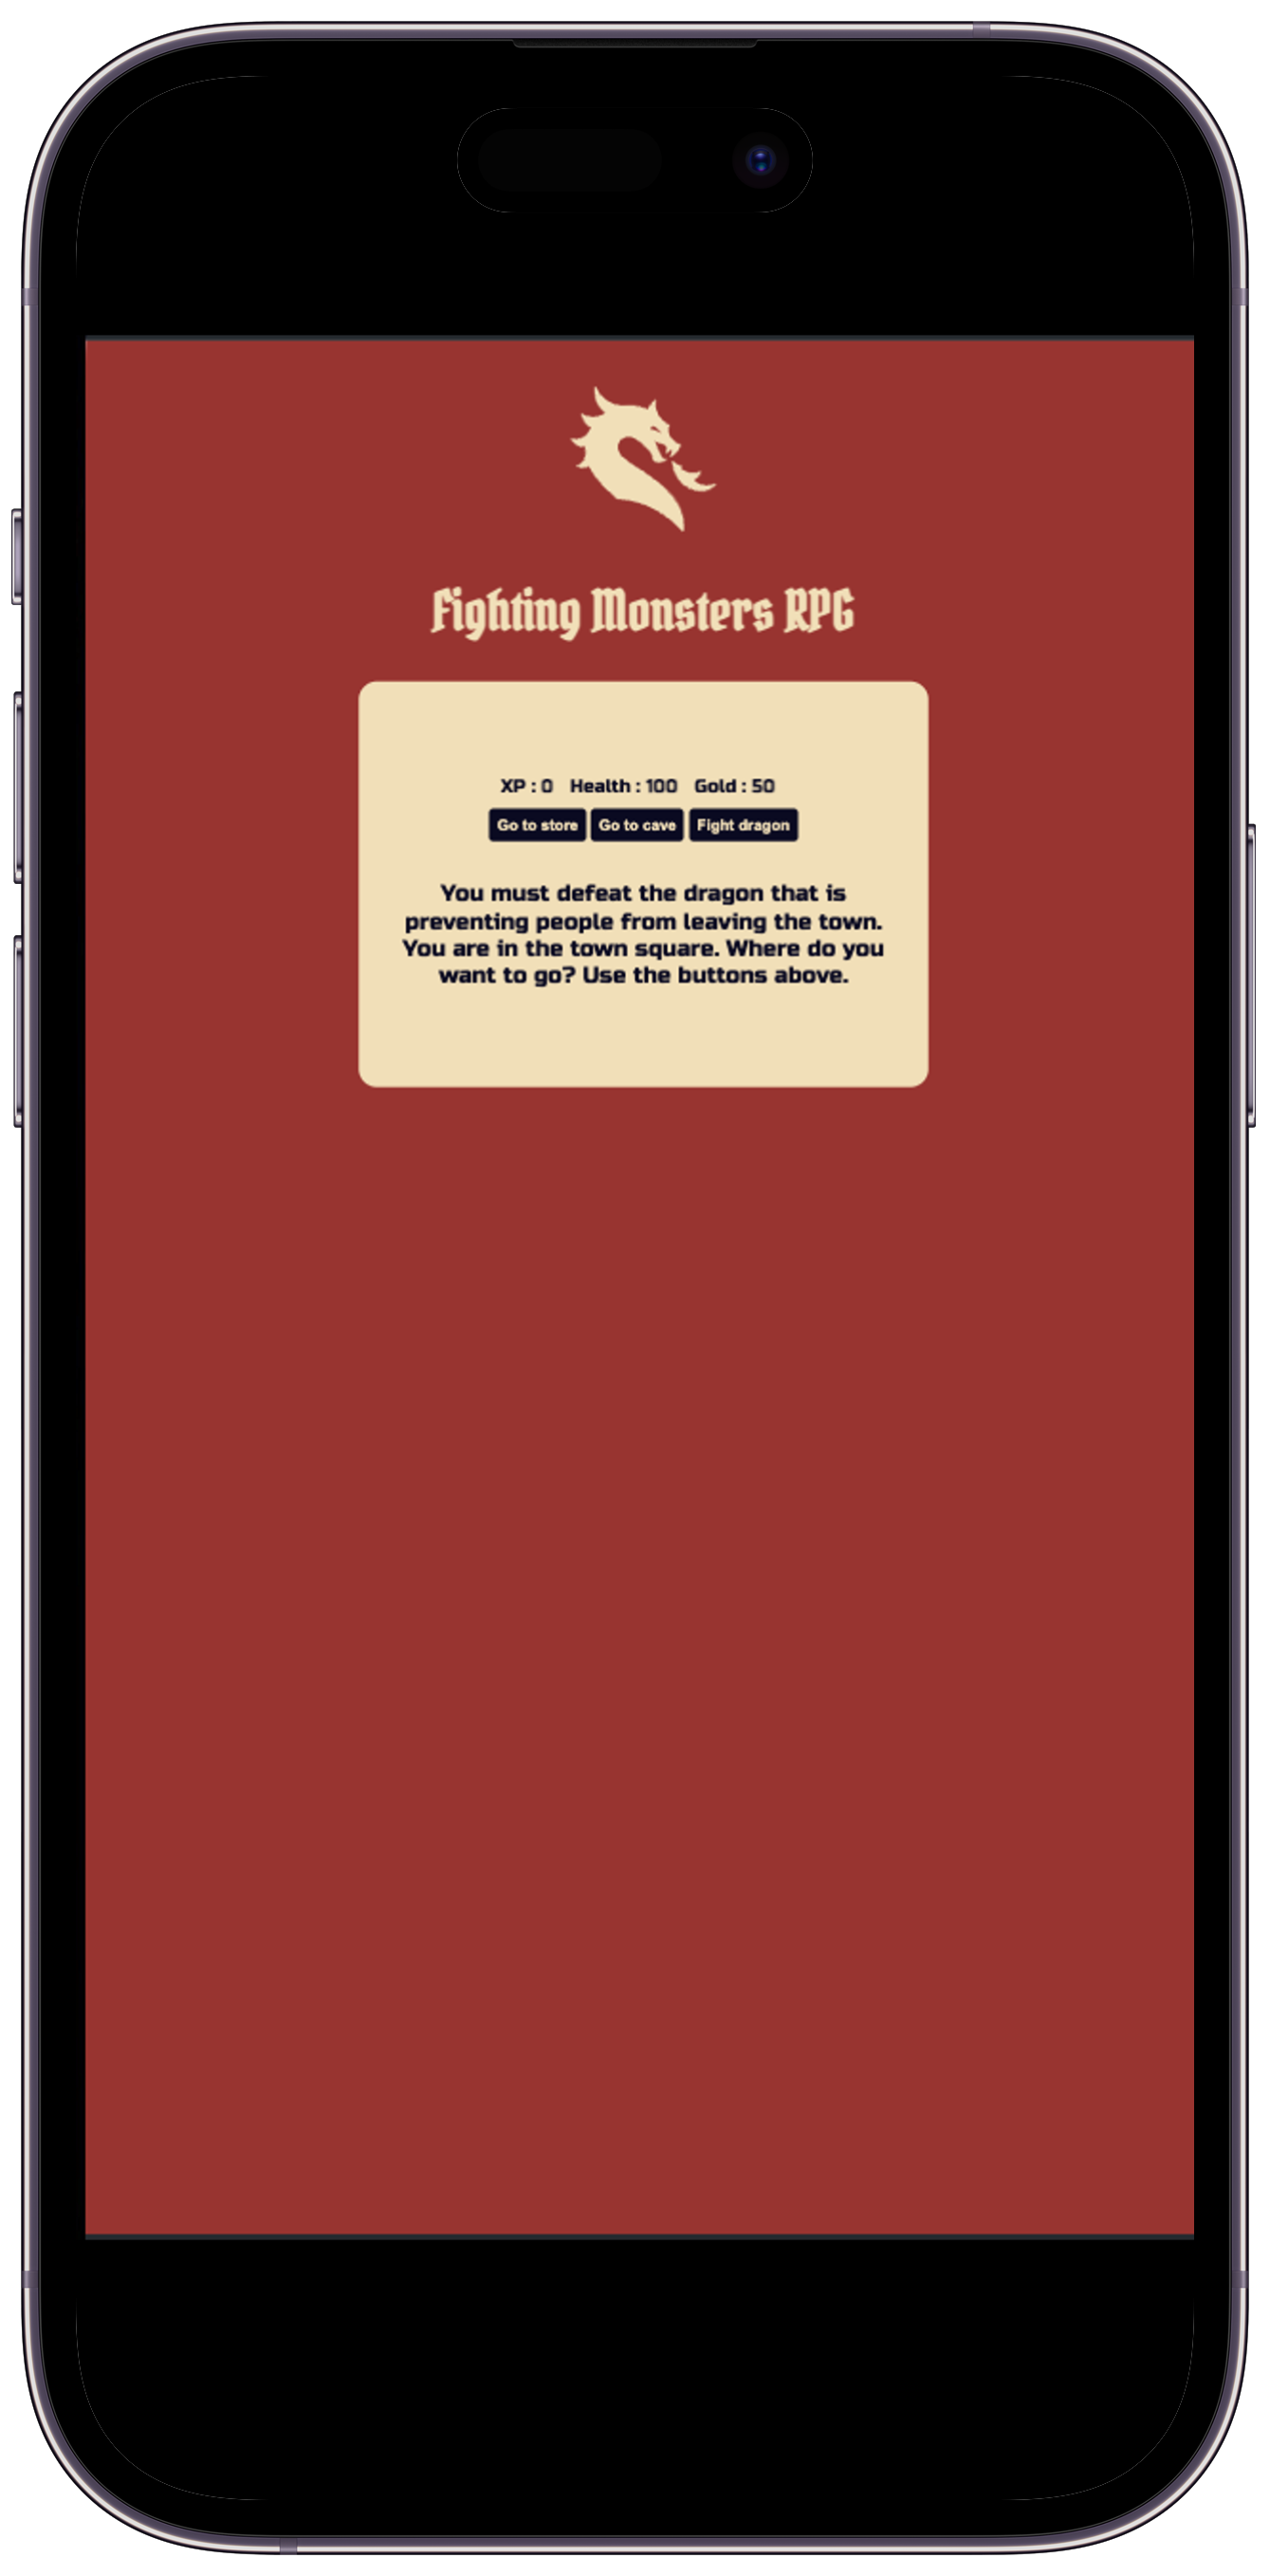 Fighting Monsters RPG
XP : 0 Health : 100 Gold : 50
Go to store Go to cave Fight dragon
You must defeat the dragon that is
preventing people from leaving the town.
You are in the town square. Where do you
want to go? Use the buttons above.